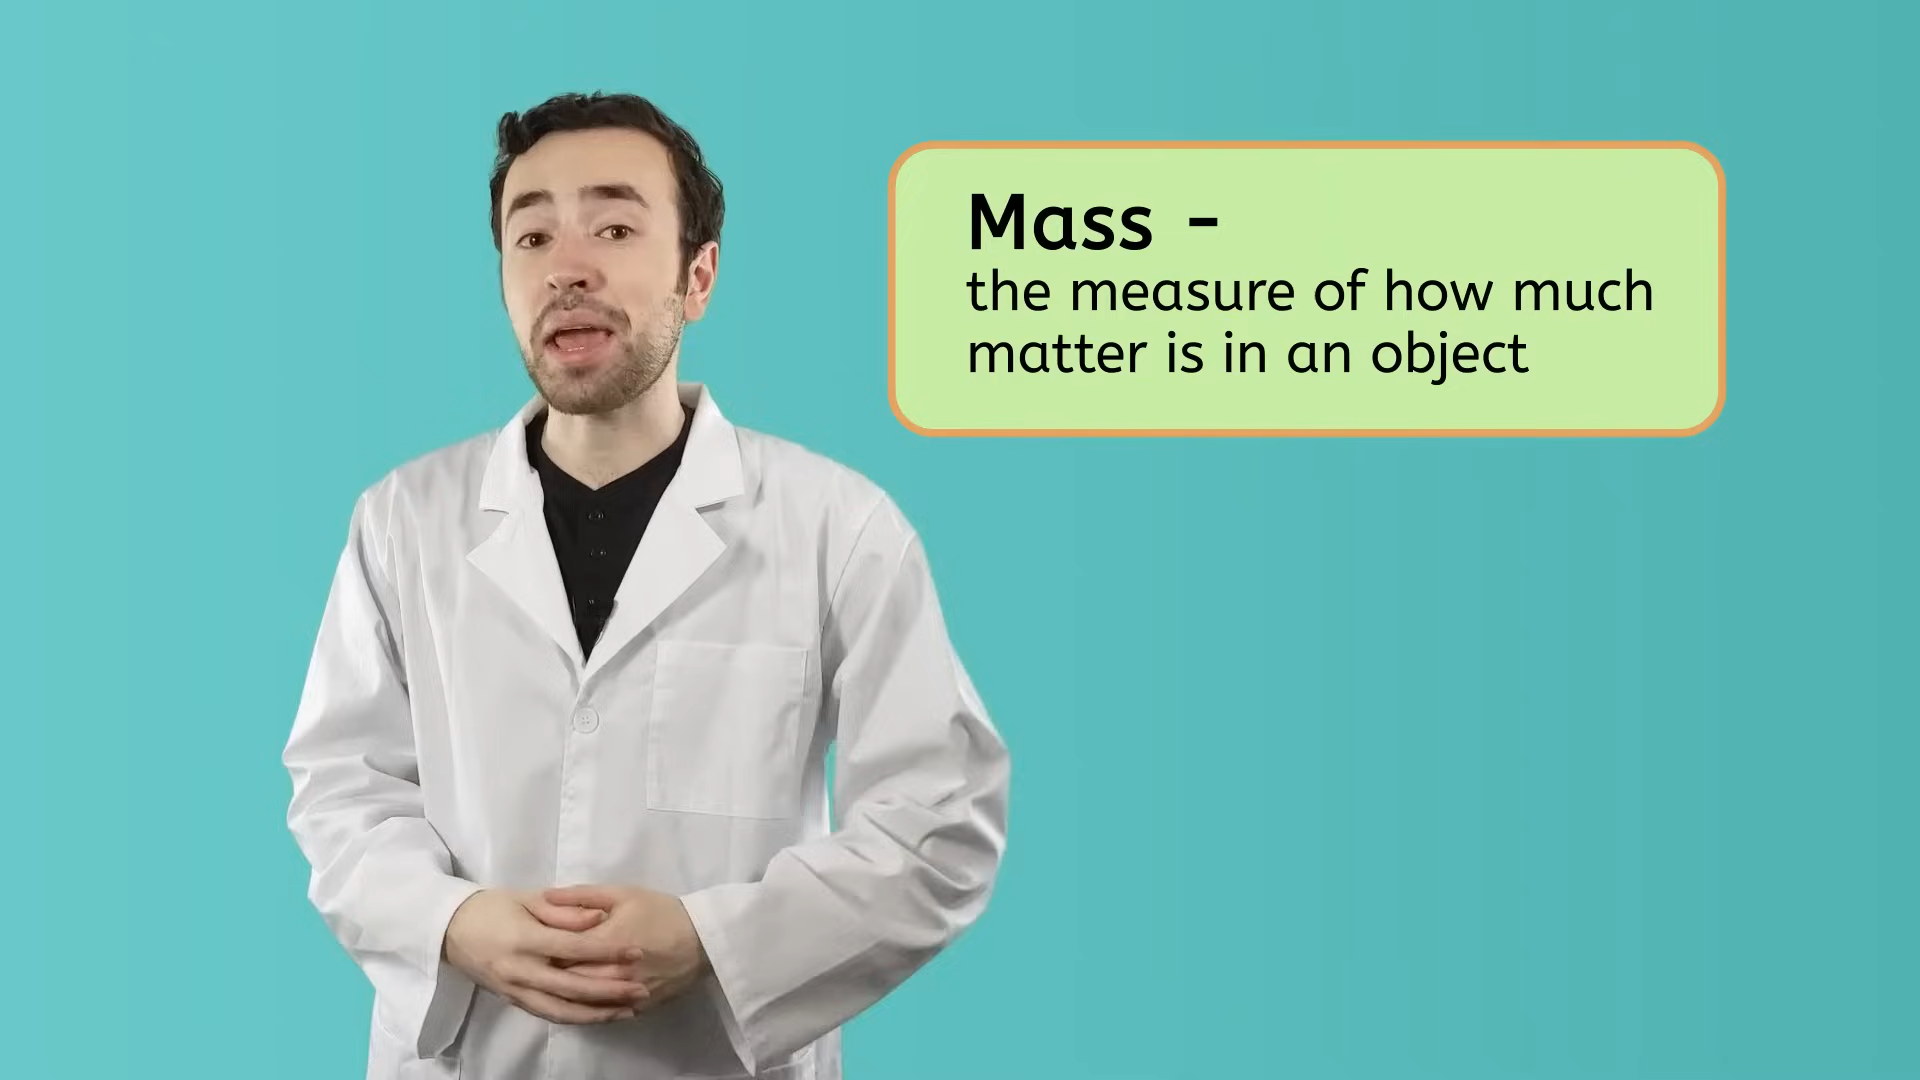 Mass -
the measure of how much
matter is in an object